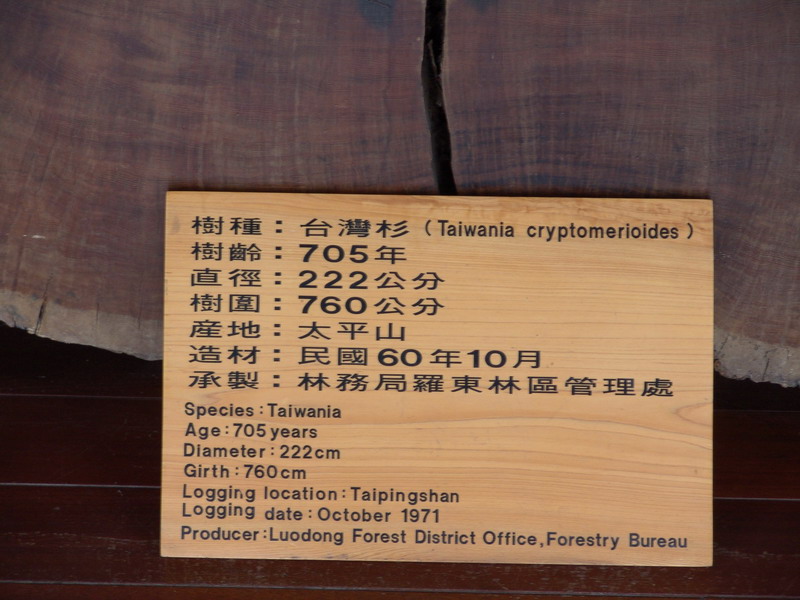 樹種：台灣杉（Taiwania cryptomerioides）
樹齡：705年
直徑：222公分
樹圍：760公分
産地：太平山
造材：民國60年10月
承製：林務局羅東林區管理處
Species:Taiwania
Age:705years
Diameter:222cm
Girth:760cm
Logging location:Taipingshan
Logging date:October 1971
Producer:Luodong Forest District Office,Forestry Bureau